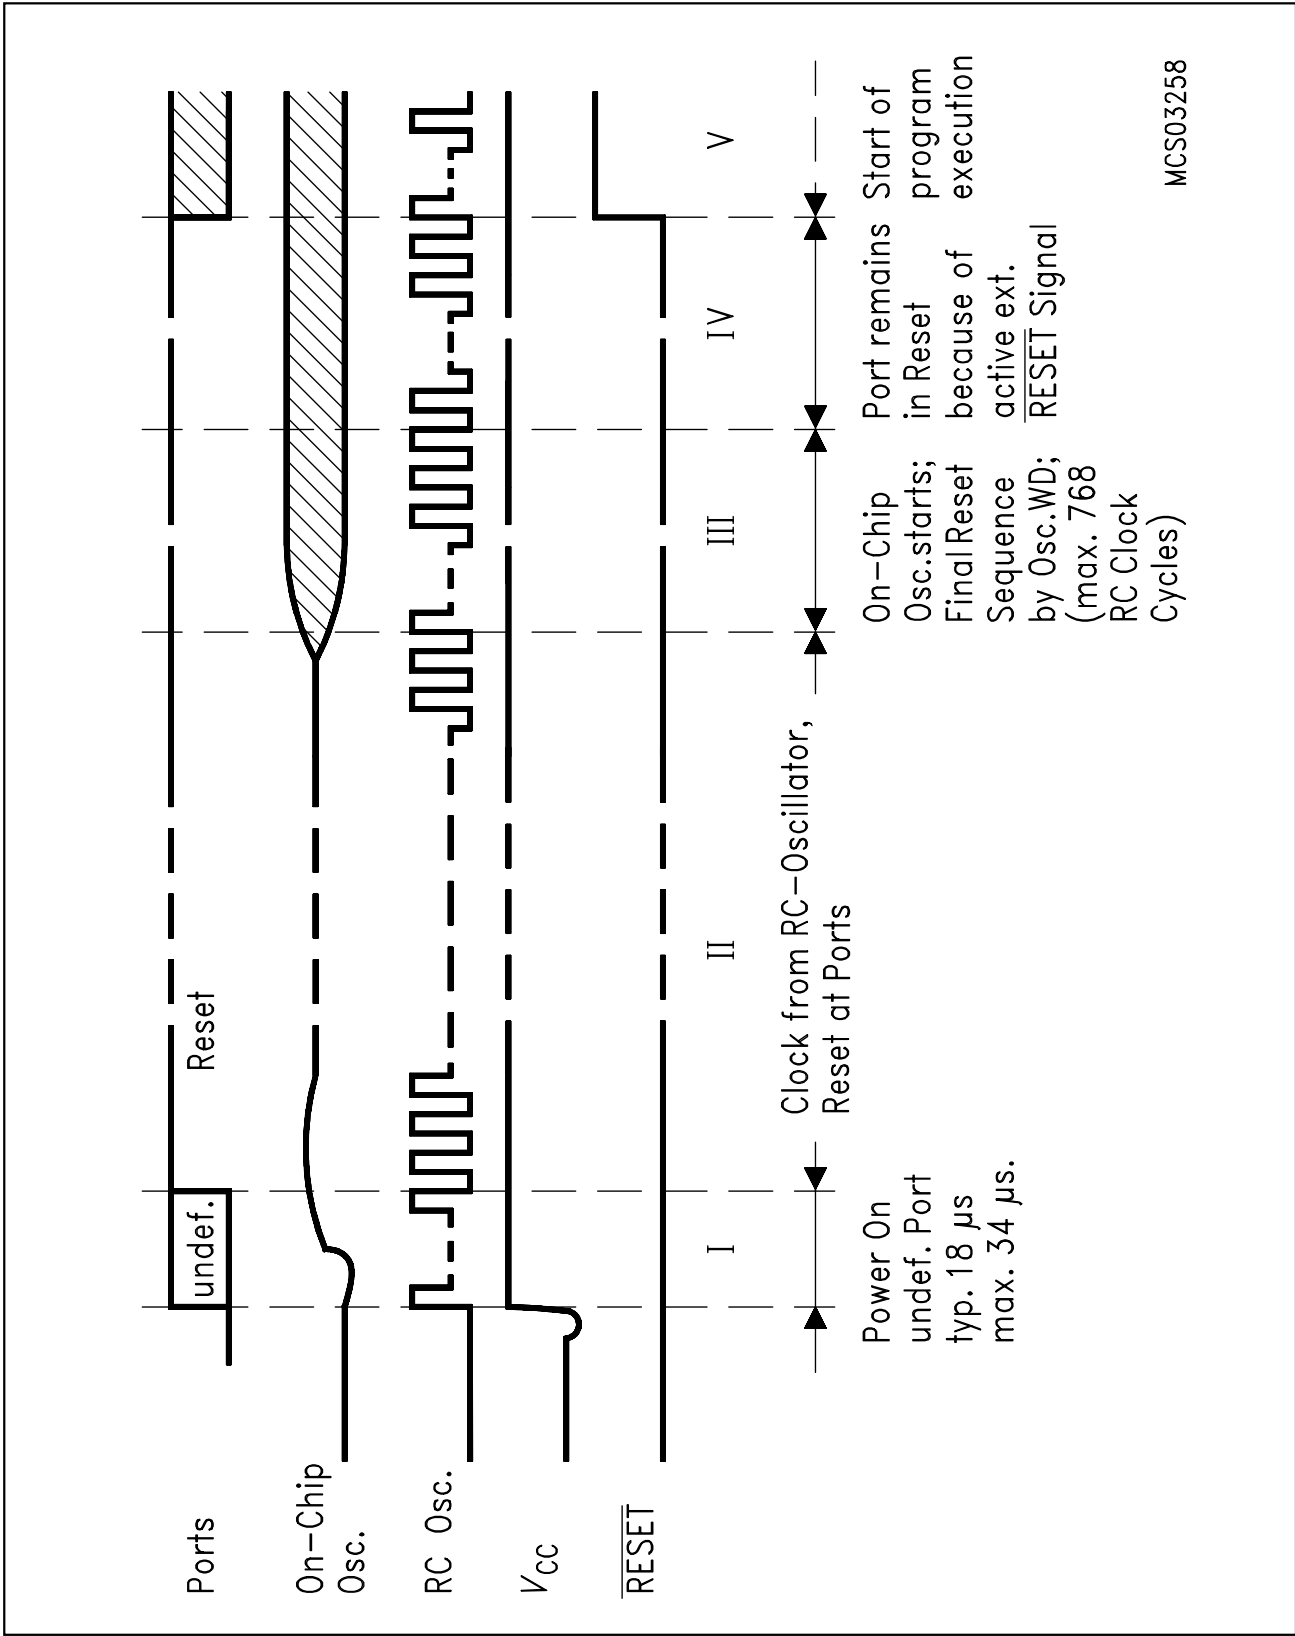 Ports
undef.
Reset
On-Chip
Osc.
RC Osc.
VCC
RESET
I
II
III
IV
V
Power On
undef. Port
typ. 18 µs
max. 34 µs.
Clock from RC-Oscillator,
Reset at Ports
On-Chip
Osc.starts;
Final Reset
Sequence
by Osc.WD;
(max. 768
RC Clock
Cycles)
Port remains
in Reset
because of
active ext.
RESET Signal
Start of
program
execution
MCS03258